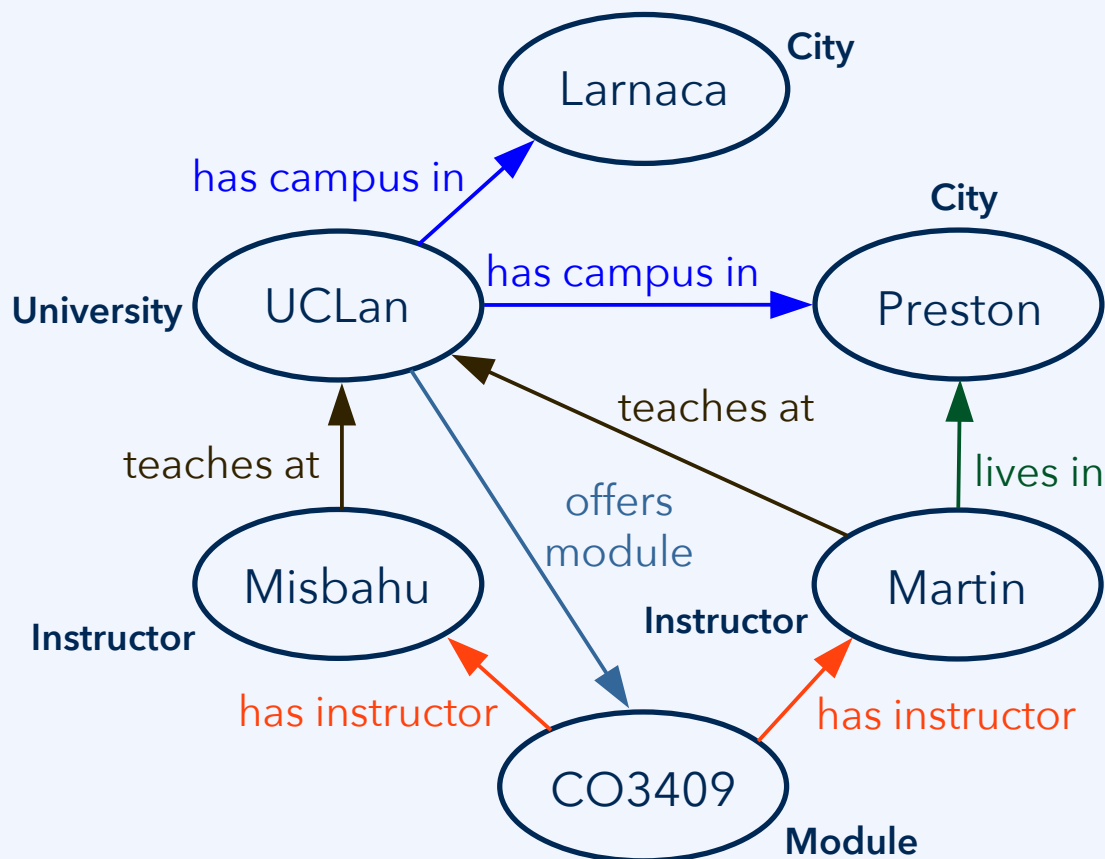 City
Larnaca
has campus in
City
has campus in
University
UCLan
Preston
teaches at
teaches at
lives in
offers
module
Misbahu
Martin
Instructor
Instructor
has instructor
has instructor
CO3409
Module